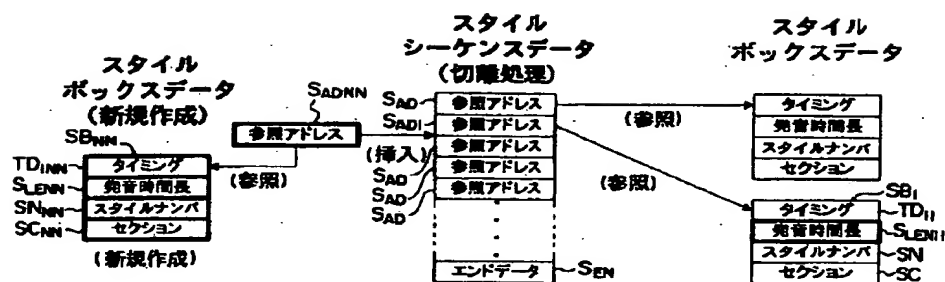 スタイル
ボックスデータ
(新規作成)
SBNN
タイミング
発音時間長
スタイルナンバ
セクション
TDINN
SLENN
SNNN
SCNN
(新規作成)
SADNN
参照アドレス
(参照)
(挿入)
スタイル
シーケンスデータ
(切離処理)
SAD
参照アドレス
SADI
参照アドレス
SAD
参照アドレス
SAD
参照アドレス
SAD
参照アドレス
エンドデータ
SEN
(参照)
(参照)
スタイル
ボックスデータ
タイミング
発音時間長
スタイルナンバ
セクション
SBI
タイミング
発音時間長
スタイルナンバ
セクション
SN
SC